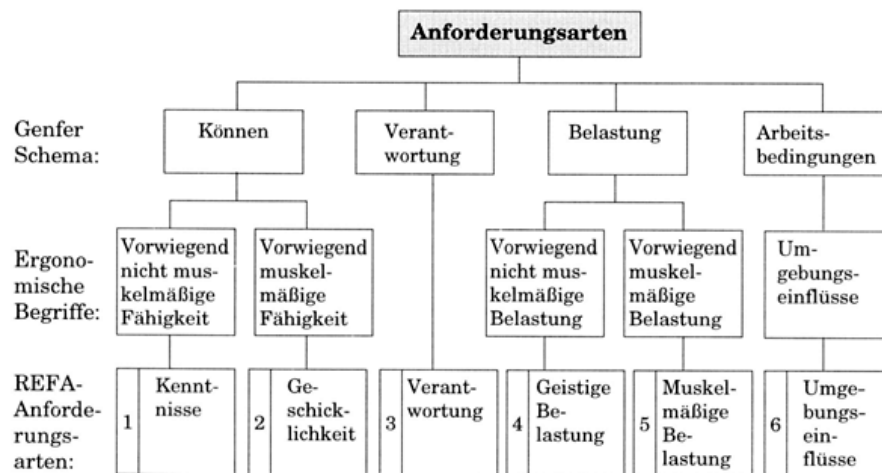 Anforderungsarten
Genfer
Schema:
Können
Verant-
wortung
Belastung
Arbeits-
bedingungen
Ergono-
mische
Begriffe:
Vorwiegend
nicht mus-
kelmäßige
Fähigkeit
Vorwiegend
muskel-
mäßige
Fähigkeit
Vorwiegend
nicht mus-
kelmäßige
Belastung
Vorwiegend
muskel-
mäßige
Belastung
Um-
gebungs-
einflüsse
REFA-
Anforde-
rungs-
arten:
1
Kennt-
nisse
2
Ge-
schick-
lichkeit
3
Verant-
wortung
4
Geistige
Be-
lastung
5
Muskel-
mäßige
Be-
lastung
6
Umge-
bungs-
ein-
flüsse